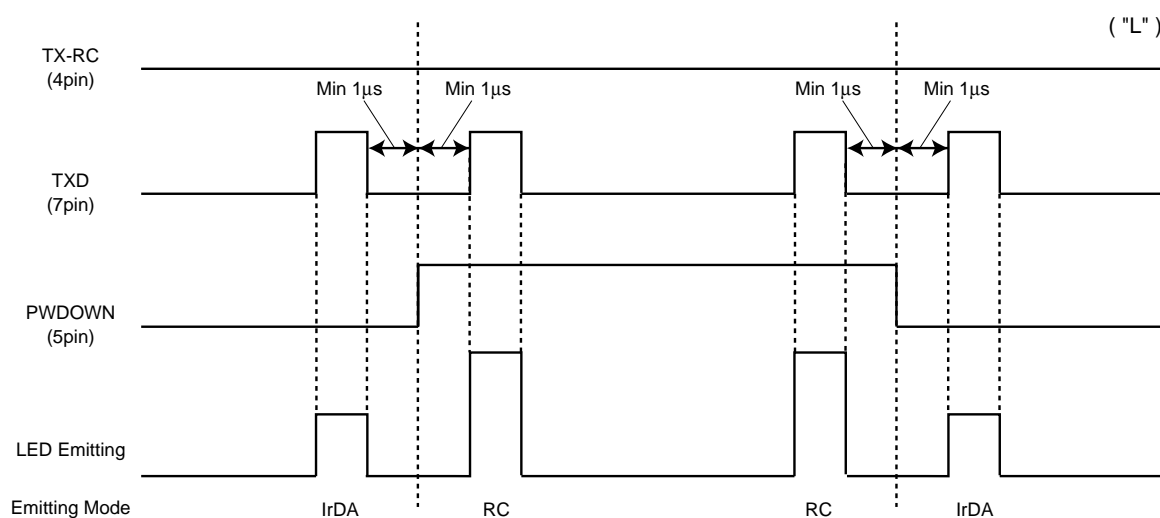 ( "L" )
TX-RC
(4pin)
Min 1μs Min 1μs Min 1μs Min 1μs
TXD
(7pin)
PWDOWN
(5pin)
LED Emitting
Emitting Mode IrDA RC RC IrDA